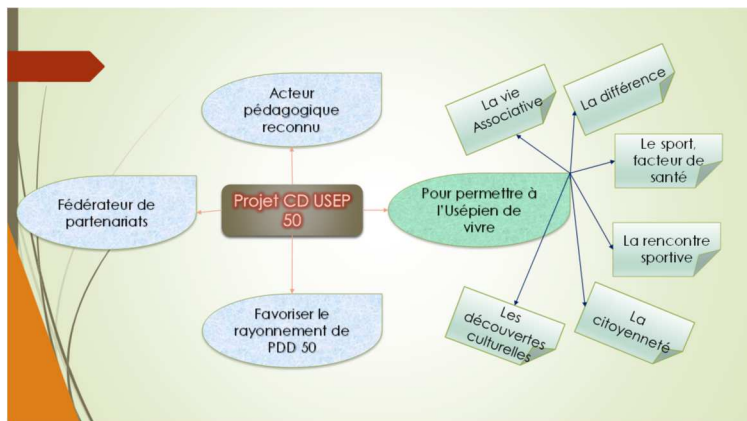 Acteur
pédagogique
reconnu
Fédérateur de
partenariats
Projet CD USEP
50
Pour permettre à
l'Usépien de
vivre
Favoriser le
rayonnement de
PDD 50
La vie
Associative
La différence
Le sport,
facteur de
santé
La rencontre
sportive
La
citoyenneté
Les
découvertes
culturelles